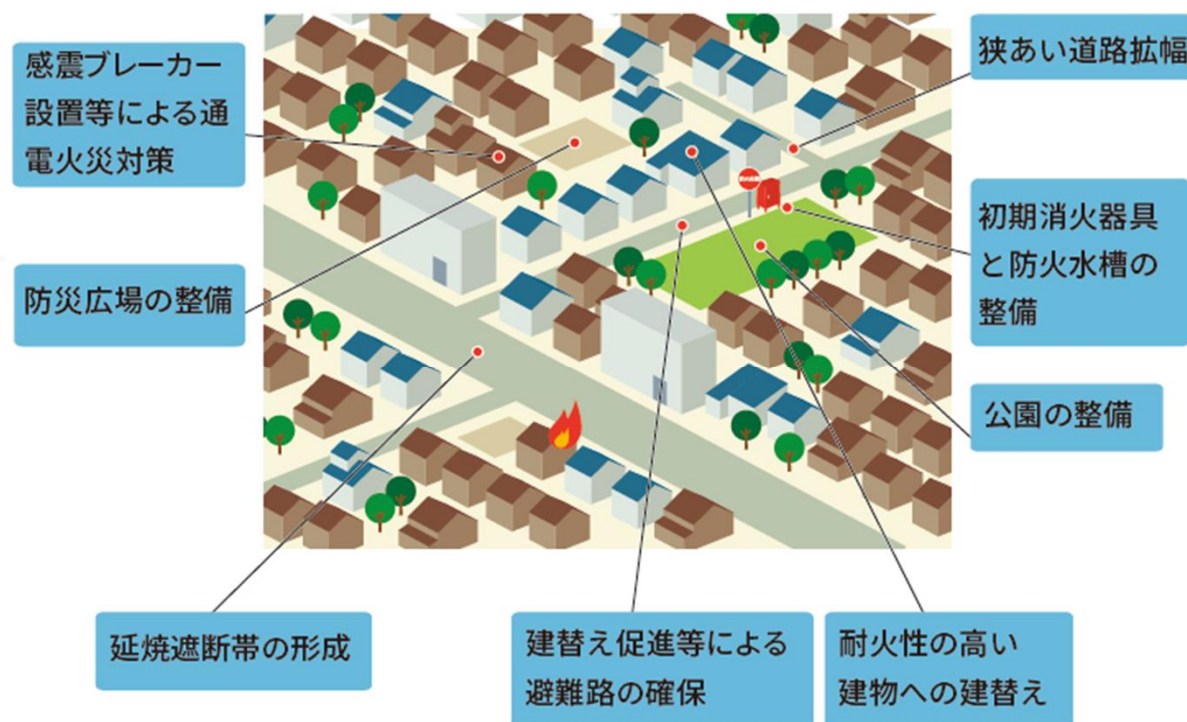 感震ブレーカー
設置等による通
電火災対策
防災広場の整備
狭あい道路拡幅
初期消火器具
と防火水槽の
整備
公園の整備
延焼遮断帯の形成
建替え促進等による
避難路の確保
耐火性の高い
建物への建替え